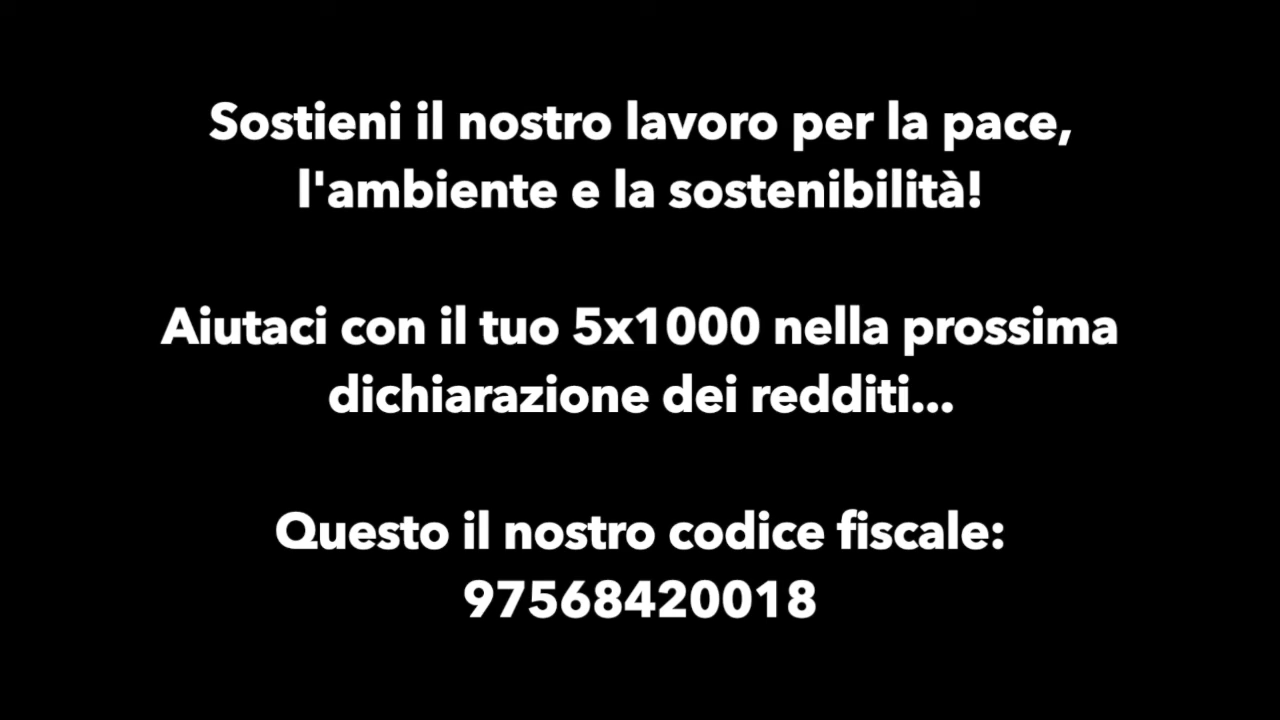 Sostieni il nostro lavoro per la pace,
l'ambiente e la sostenibilità!
Aiutaci con il tuo 5x1000 nella prossima
dichiarazione dei redditi...
Questo il nostro codice fiscale:
97568420018